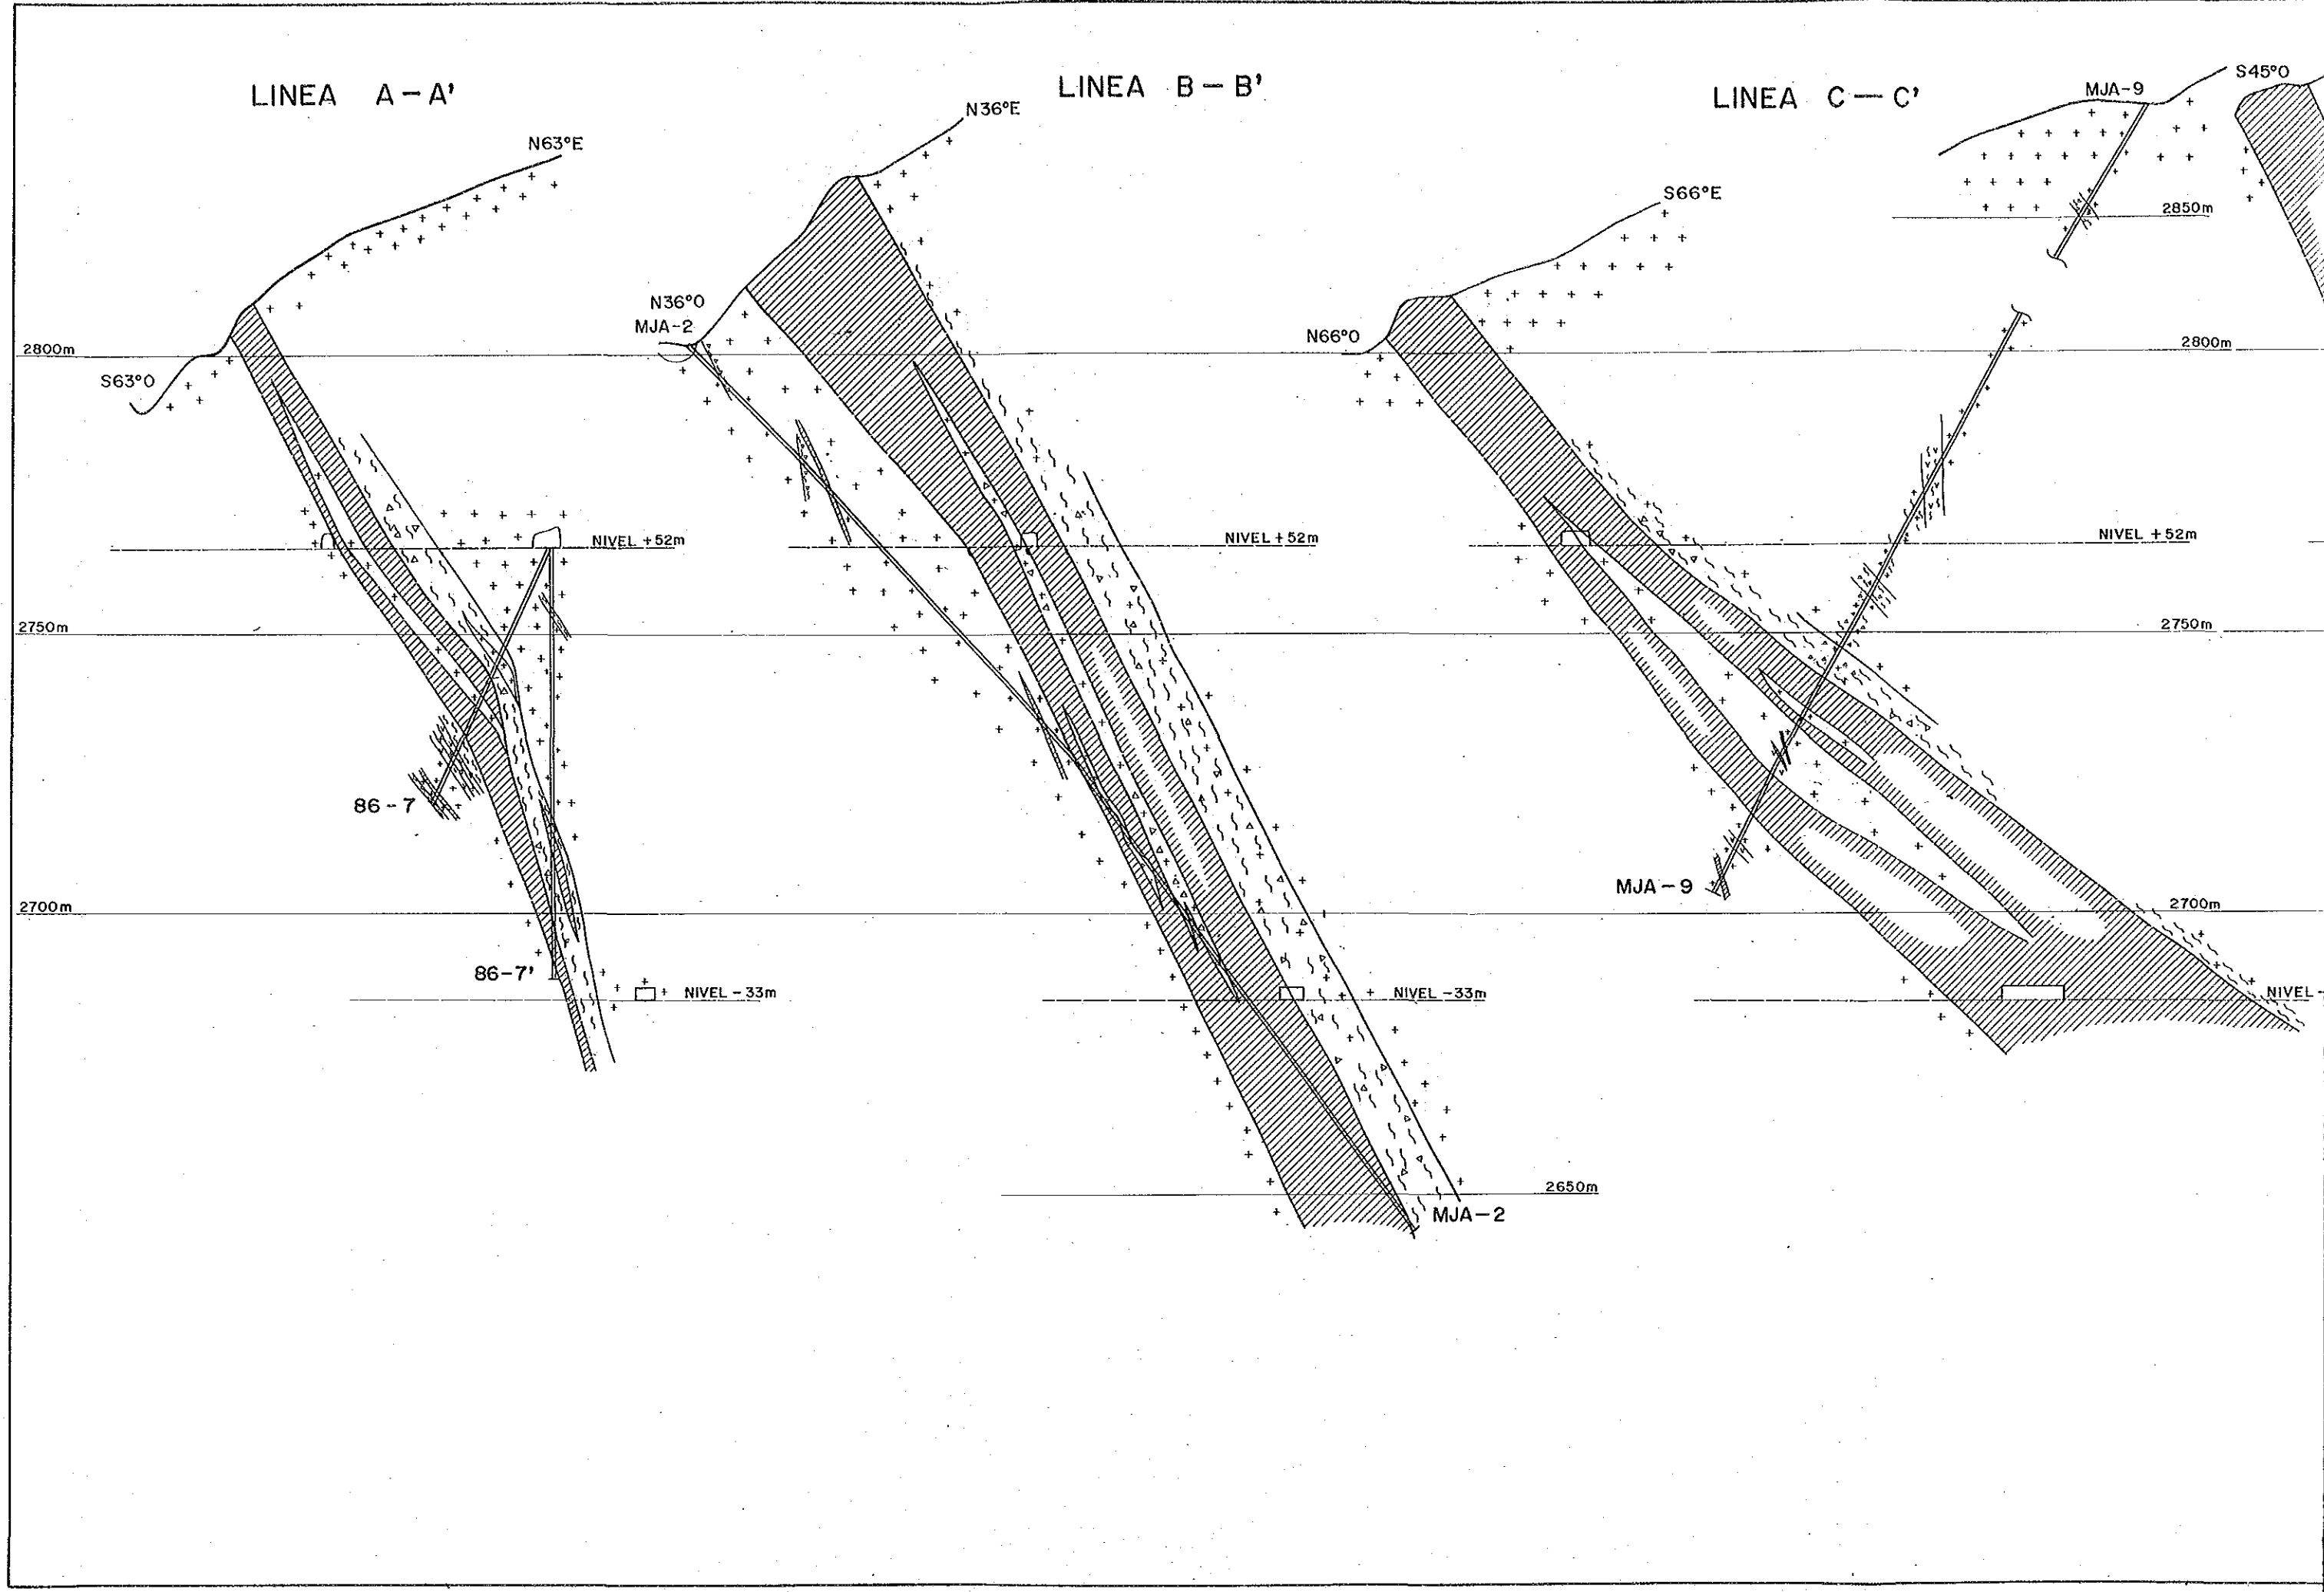 LINEA A-A'
LINEA B-B'
LINEA C-C'
N63°E
S63°O
2800m
NIVEL +52m
2750m
86-7
2700m
86-7'
NIVEL -33m
N36°E
N36°O
MJA-2
NIVEL +52m
NIVEL -33m
2650m
MJA-2
MJA-9
S45°O
S66°E
2850m
N66°O
2800m
NIVEL +52m
2750m
MJA-9
2700m
NIVEL-